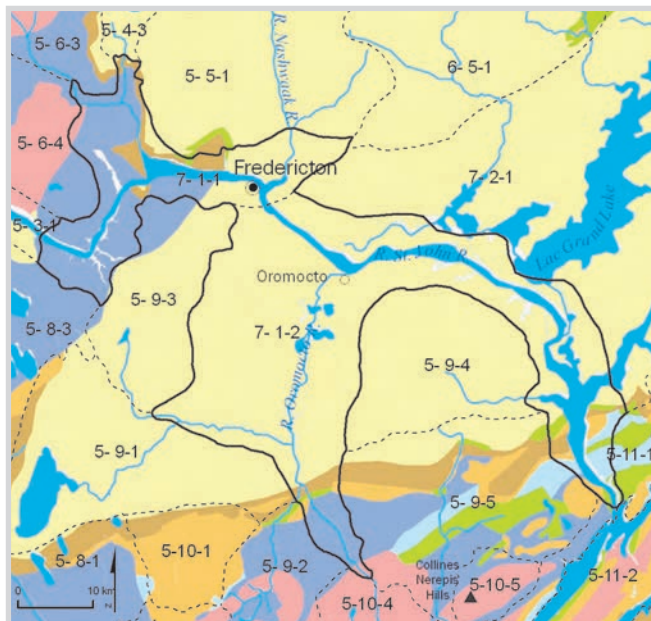 5- 6-3
5- 4-3
5- 5-1
R. Nashwaak R.
6- 5-1
5- 6-4
7- 1-1
Fredericton
7- 2-1
Lac Grand Lake
5- 3-1
R. St. John R.
Oromocto
5- 9-3
5- 8-3
7- 1-2
R. Oromocto R.
5- 9-4
5- 9-1
5-11-1
5- 9-5
5- 8-1
5-10-1
5- 9-2
Collines
Nerepis
Hills
5-10-5
5-11-2
5-10-4
0
10 km
N